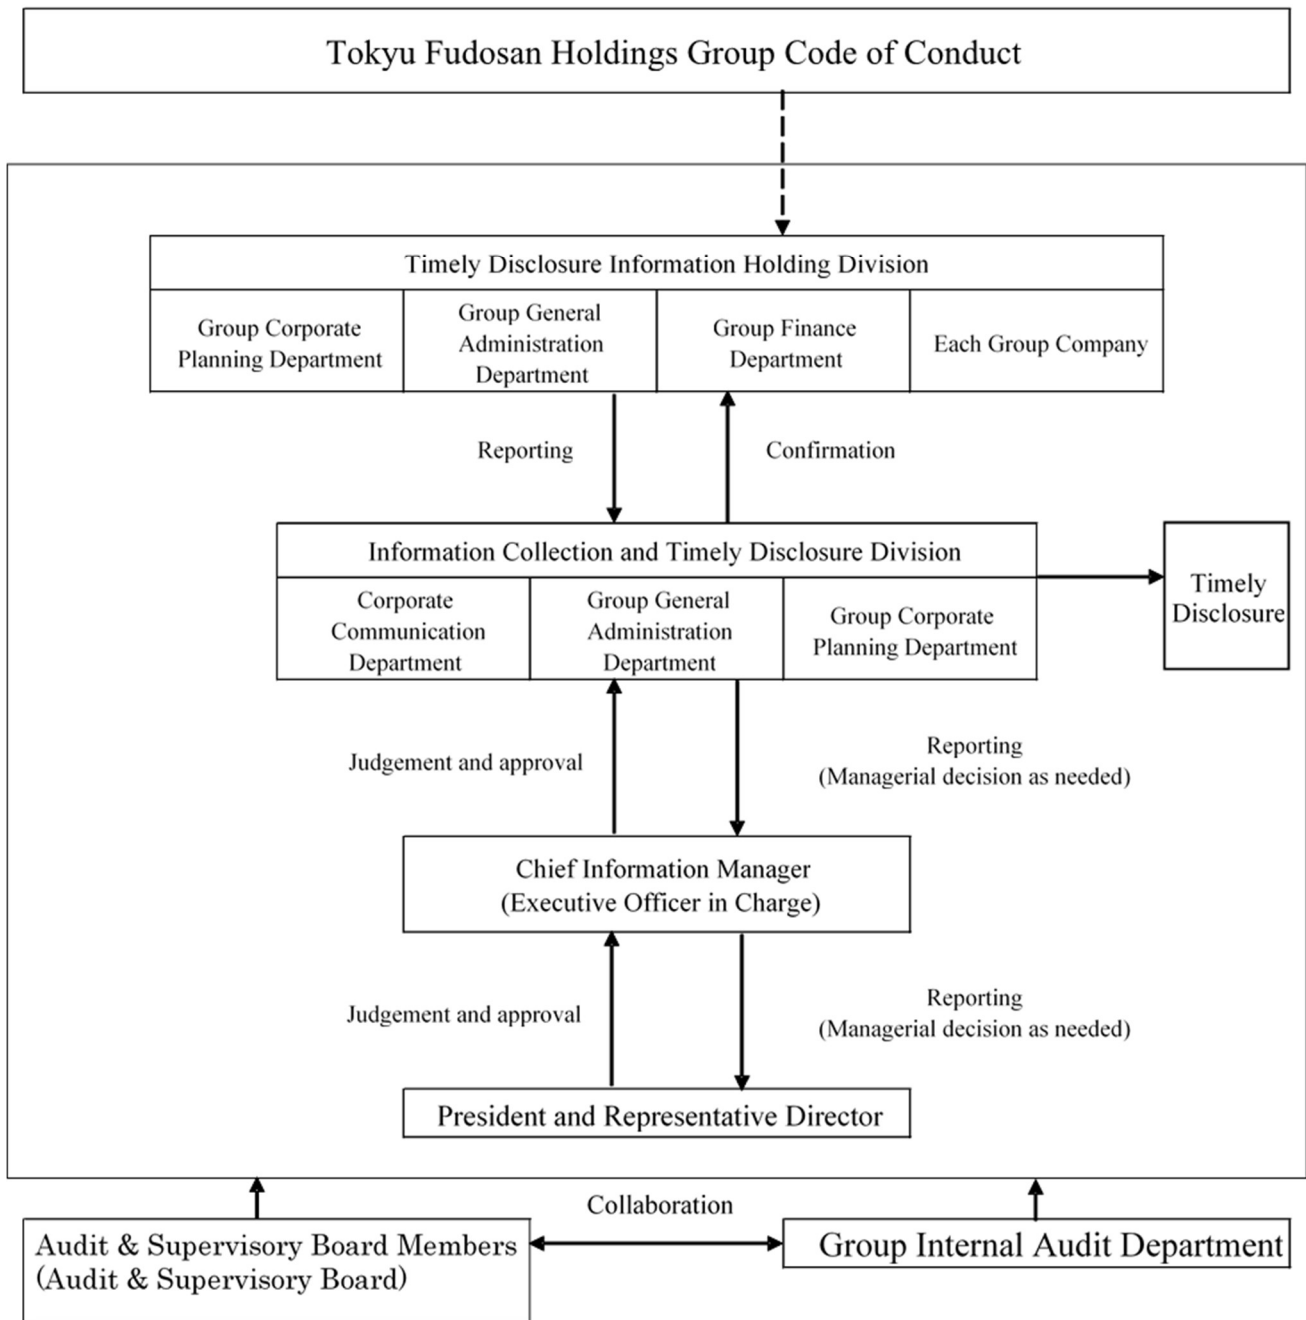 Tokyu Fudosan Holdings Group Code of Conduct
Timely Disclosure Information Holding Division
Group Corporate
Planning Department
Group General
Administration
Department
Group Finance
Department
Each Group Company
Reporting
Confirmation
Information Collection and Timely Disclosure Division
Corporate
Communication
Department
Group General
Administration
Department
Group Corporate
Planning Department
Timely
Disclosure
Judgement and approval
Reporting
(Managerial decision as needed)
Chief Information Manager
(Executive Officer in Charge)
Judgement and approval
Reporting
(Managerial decision as needed)
President and Representative Director
Collaboration
Audit & Supervisory Board Members
(Audit & Supervisory Board)
Group Internal Audit Department